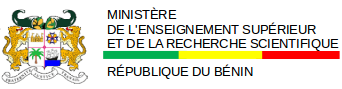 MINISTÈRE
DE L'ENSEIGNEMENT SUPÉRIEUR
ET DE LA RECHERCHE SCIENTIFIQUE
RÉPUBLIQUE DU BÉNIN